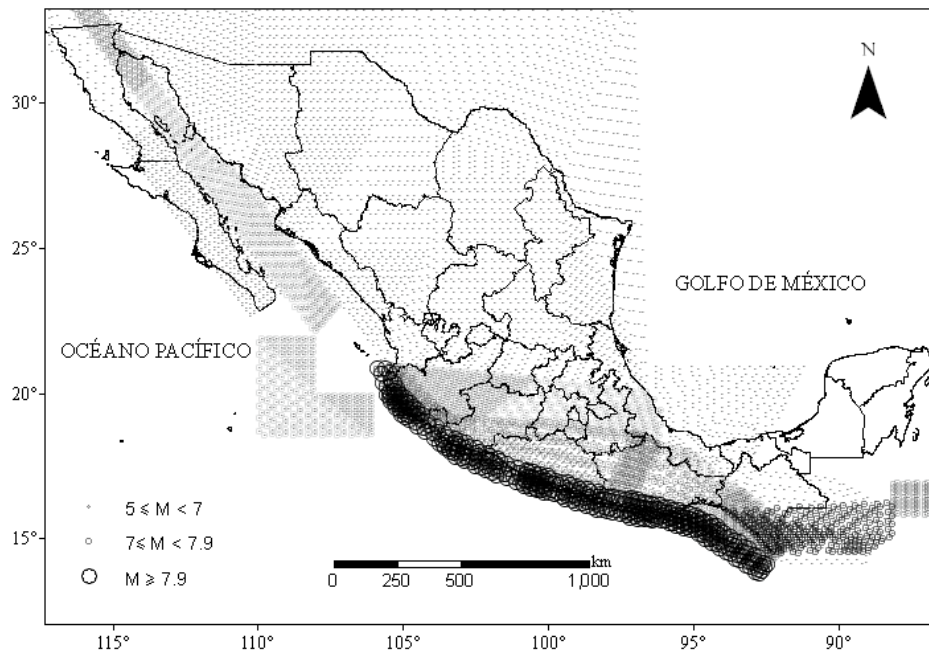 N
30°
25°
GOLFO DE MÉXICO
OCÉANO PACÍFICO
20°
5 ≤ M < 7
7≤ M < 7.9
M ≥ 7.9
15°
km
0 250 500 1,000
115° 110° 105° 100° 95° 90°